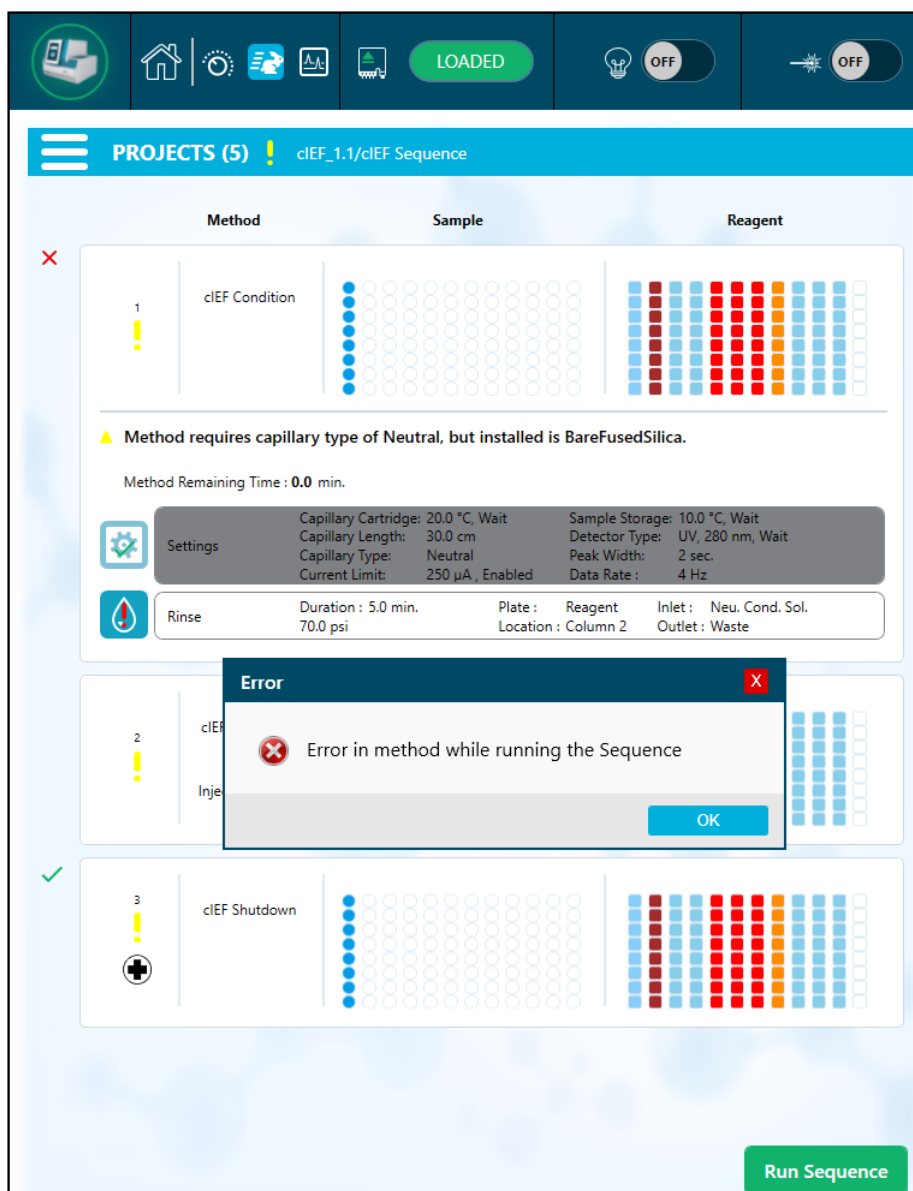 LOADED
OFF
OFF
PROJECTS (5) ! cIEF_1.1/cIEF Sequence
Method Sample Reagent
1
cIEF Condition
Method requires capillary type of Neutral, but installed is BareFusedSilica.
Method Remaining Time : 0.0 min.
Settings
Capillary Cartridge: 20.0 °C, Wait Sample Storage: 10.0 °C, Wait
Capillary Length: 30.0 cm Detector Type: UV, 280 nm, Wait
Capillary Type: Neutral Peak Width: 2 sec.
Current Limit: 250 µA , Enabled Data Rate : 4 Hz
Rinse
Duration : 5.0 min. Plate : Reagent Inlet : Neu. Cond. Sol.
70.0 psi Location : Column 2 Outlet : Waste
Error X
2
cIEF
Error in method while running the Sequence
Inje
OK
3
cIEF Shutdown
Run Sequence